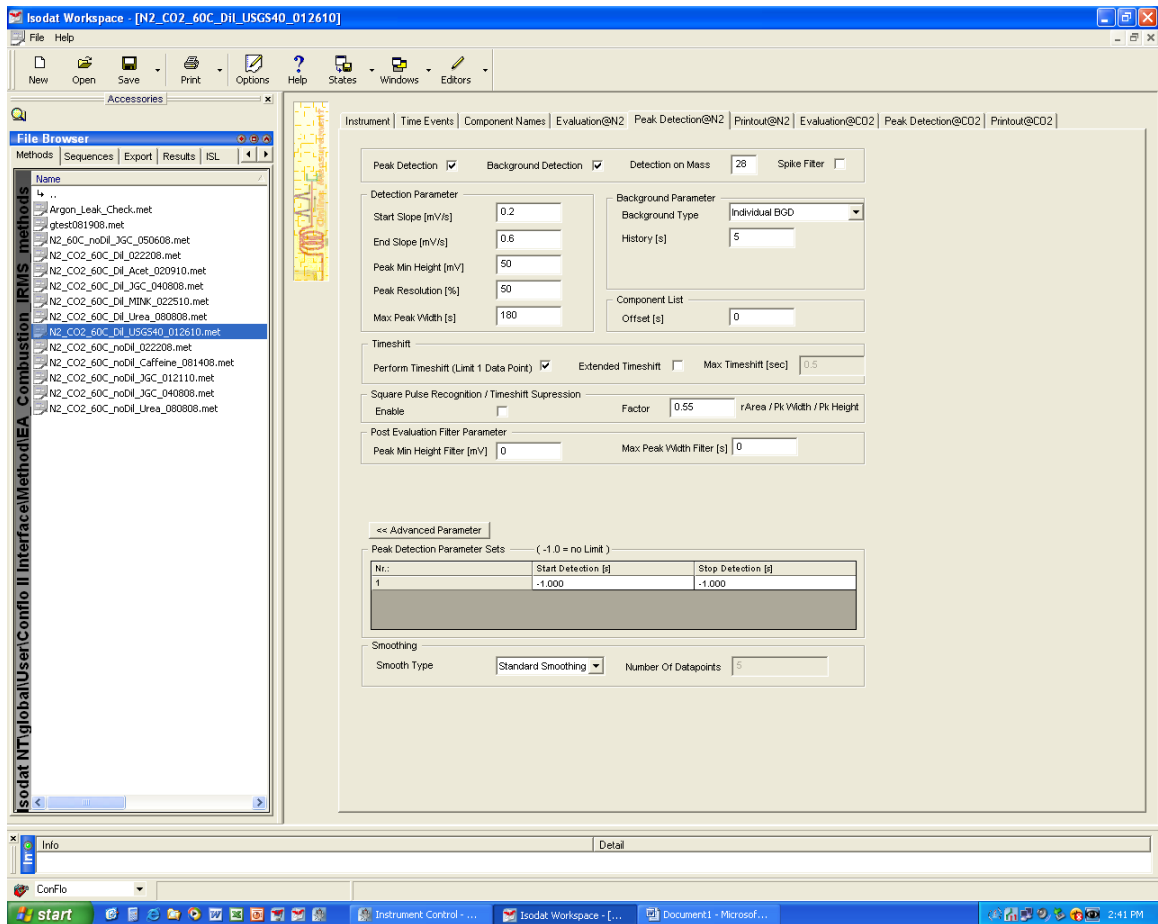 Isodat Workspace - [N2_CO2_60C_Dil_USGS40_012610]
File Help
New Open Save Print Options Help States Windows Editors
Accessories
File Browser
Methods Sequences Export Results ISL
Name
..
Argon_Leak_Check.met
gtest081908.met
N2_60C_noDil_JGC_050608.met
N2_CO2_60C_Dil_022208.met
N2_CO2_60C_Dil_Acet_020910.met
N2_CO2_60C_Dil_JGC_040808.met
N2_CO2_60C_Dil_MINK_022510.met
N2_CO2_60C_Dil_Urea_080808.met
N2_CO2_60C_Dil_USGS40_012610.met
N2_CO2_60C_noDil_022208.met
N2_CO2_60C_noDil_Caffeine_081408.met
N2_CO2_60C_noDil_JGC_012110.met
N2_CO2_60C_noDil_JGC_040808.met
N2_CO2_60C_noDil_Urea_080808.met
Isodat NT\global\User\Conflo II Interface\Method\EA_Combustion_IRMS_methods
Instrument Time Events Component Names Evaluation@N2 Peak Detection@N2 Printout@N2 Evaluation@CO2 Peak Detection@CO2 Printout@CO2
Peak Detection Background Detection Detection on Mass 28 Spike Filter
Detection Parameter
Start Slope [mV/s] 0.2
End Slope [mV/s] 0.6
Peak Min Height [mV] 50
Peak Resolution [%] 50
Max Peak Width [s] 180
Background Parameter
Background Type Individual BGD
History [s] 5
Component List
Offset [s] 0
Timeshift
Perform Timeshift (Limit 1 Data Point) Extended Timeshift Max Timeshift [sec] 0.5
Square Pulse Recognition / Timeshift Supression
Enable Factor 0.55 rArea / Pk Width / Pk Height
Post Evaluation Filter Parameter
Peak Min Height Filter [mV] 0 Max Peak Width Filter [s] 0
<< Advanced Parameter
Peak Detection Parameter Sets ( -1.0 = no Limit )
Nr.: Start Detection [s] Stop Detection [s]
1 -1.000 -1.000
Smoothing
Smooth Type Standard Smoothing Number Of Datapoints 5
In
Info Detail
ConFlo
start Instrument Control - ... Isodat Workspace - [... Document1 - Microsof... 2:41 PM